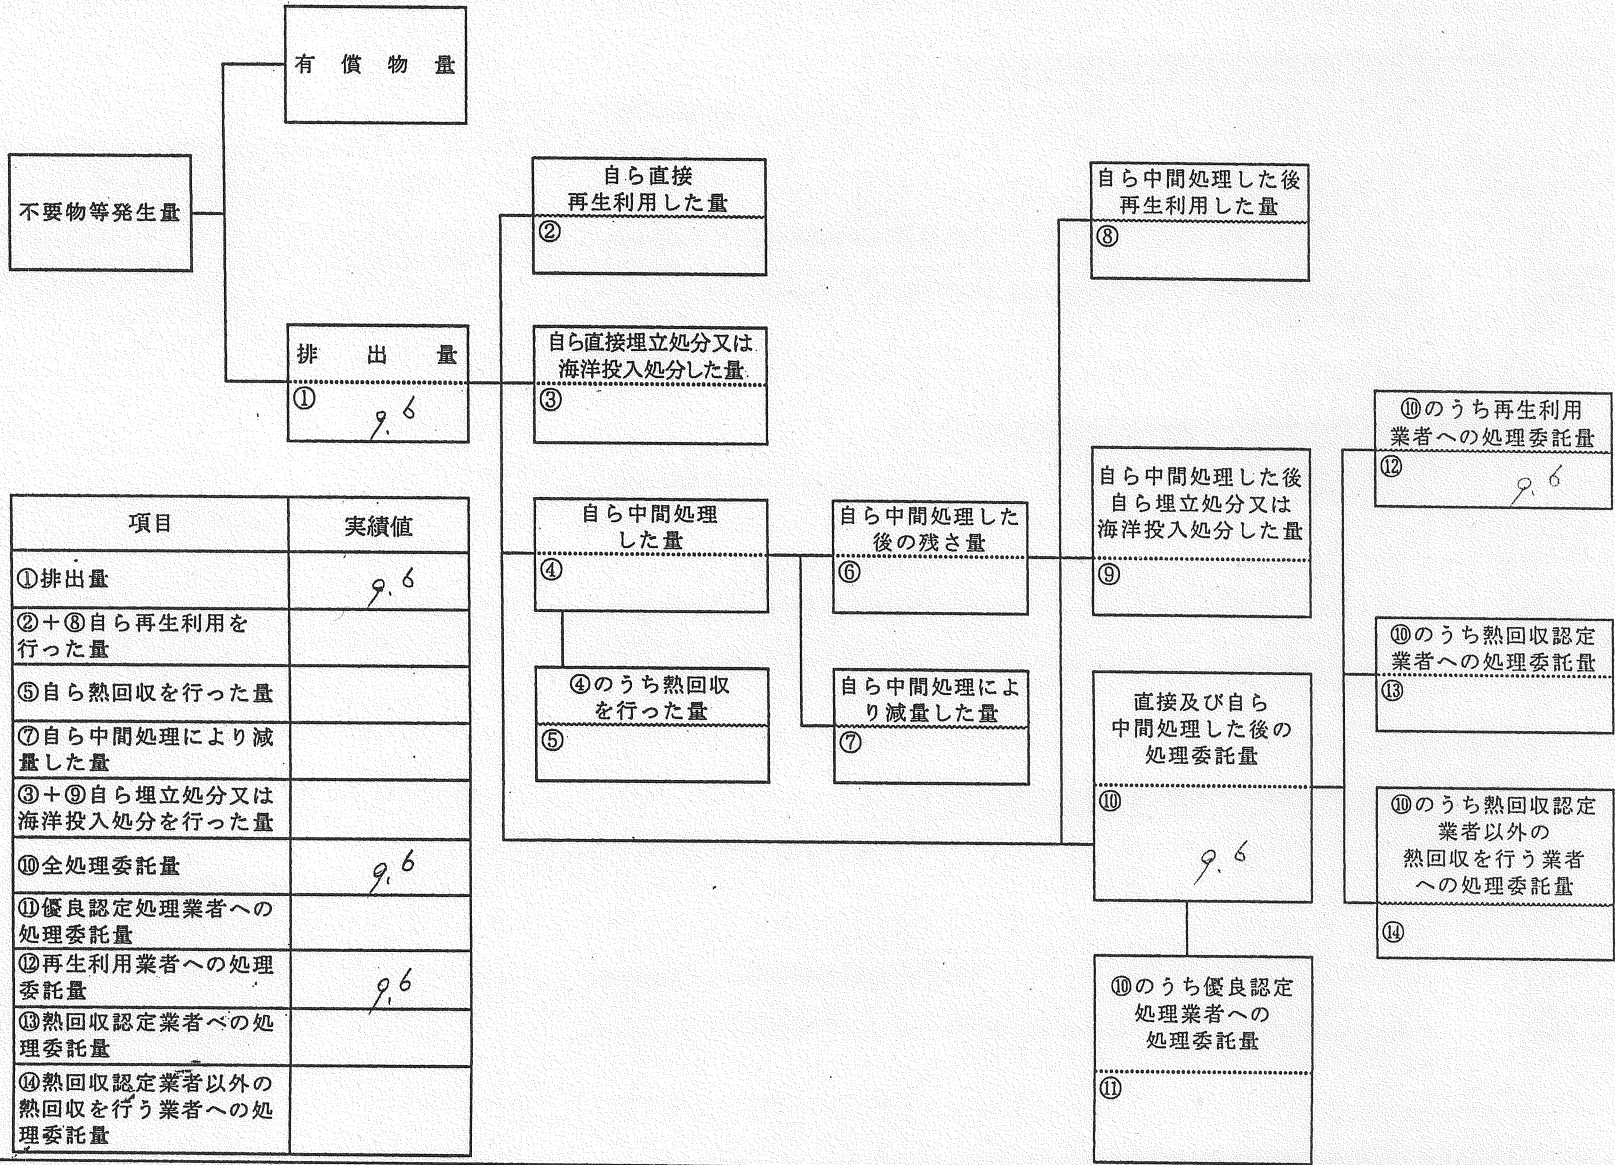 有償物量
不要物等発生量
自ら直接
再生利用した量
②
自ら中間処理した後
再生利用した量
⑧
排出量
①
9.6
自ら直接埋立処分又は
海洋投入処分した量
③
⑩のうち再生利用
業者への処理委託量
⑫
9.6
自ら中間処理
した量
④
自ら中間処理した
後の残さ量
⑥
自ら中間処理した後
自ら埋立処分又は
海洋投入処分した量
⑨
⑩のうち熱回収認定
業者への処理委託量
⑬
④のうち熱回収
を行った量
⑤
自ら中間処理によ
り減量した量
⑦
直接及び自ら
中間処理した後の
処理委託量
⑩
9.6
⑩のうち熱回収認定
業者以外の
熱回収を行う業者
への処理委託量
⑭
⑩のうち優良認定
処理業者への
処理委託量
⑪
項目 実績値
①排出量 9.6
②+⑧自ら再生利用を
行った量
⑤自ら熱回収を行った量
⑦自ら中間処理により減
量した量
③+⑨自ら埋立処分又は
海洋投入処分を行った量
⑩全処理委託量 9.6
⑪優良認定処理業者への
処理委託量
⑫再生利用業者への処理
委託量 9.6
⑬熱回収認定業者への処
理委託量
⑭熱回収認定業者以外の
熱回収を行う業者への処
理委託量